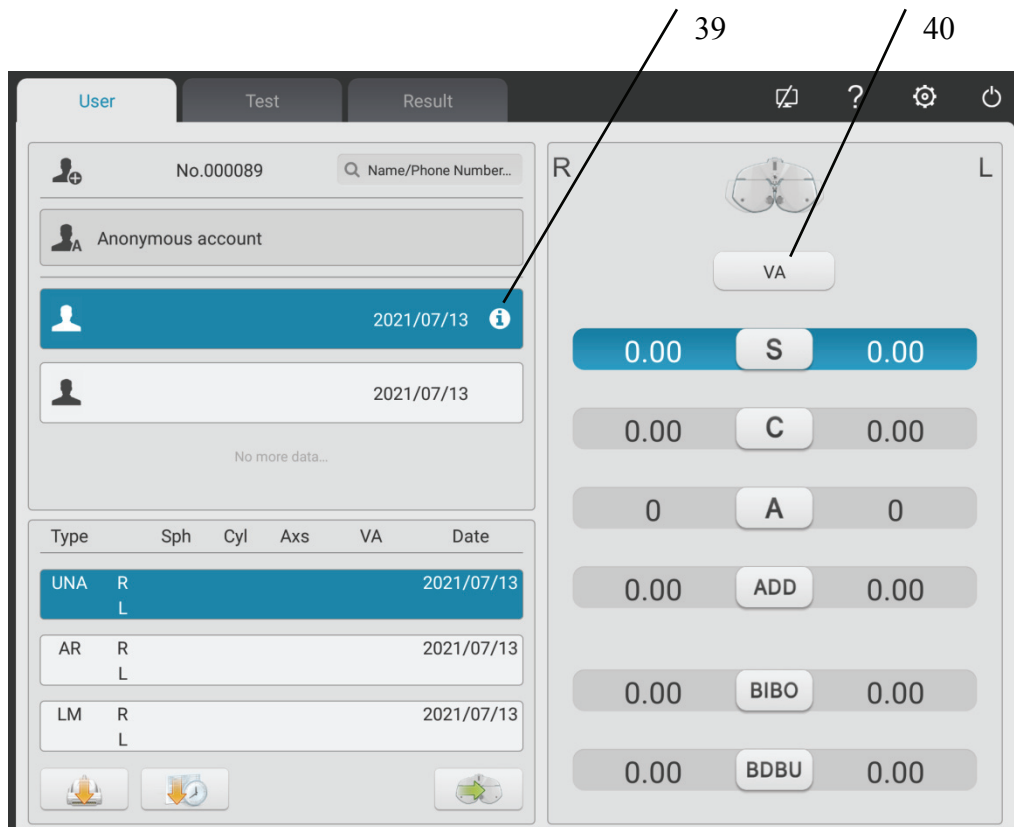 39 40
User Test Result ?
No.000089 Name/Phone Number...
A Anonymous account
2021/07/13 i
2021/07/13
No more data...
Type Sph Cyl Axs VA Date
UNA R 2021/07/13
L
AR R 2021/07/13
L
LM R 2021/07/13
L
R L
VA
0.00 S 0.00
0.00 C 0.00
0 A 0
0.00 ADD 0.00
0.00 BIBO 0.00
0.00 BDBU 0.00